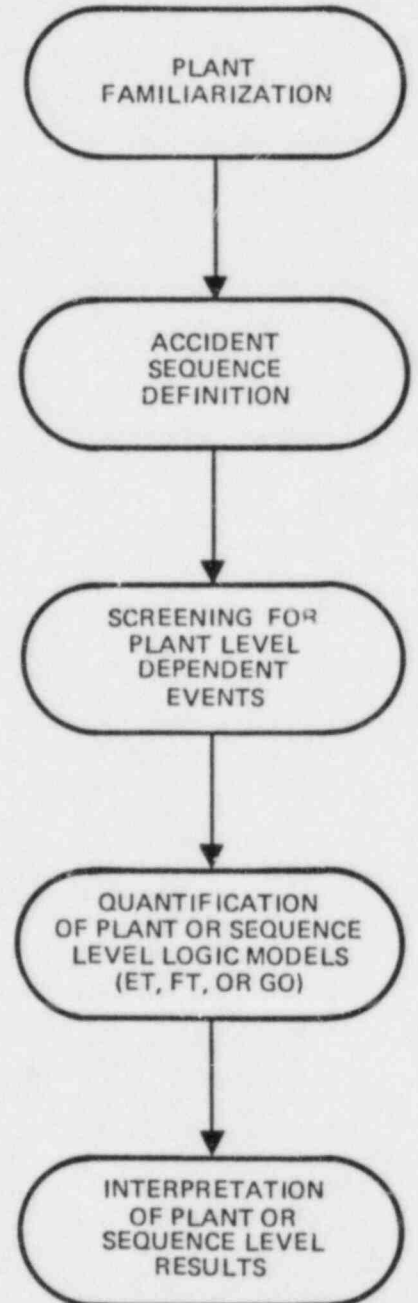 PLANT
FAMILIARIZATION
ACCIDENT
SEQUENCE
DEFINITION
SCREENING FOR
PLANT LEVEL
DEPENDENT
EVENTS
QUANTIFICATION
OF PLANT OR SEQUENCE
LEVEL LOGIC MODELS
(ET, FT, OR GO)
INTERPRETATION
OF PLANT OR
SEQUENCE LEVEL
RESULTS